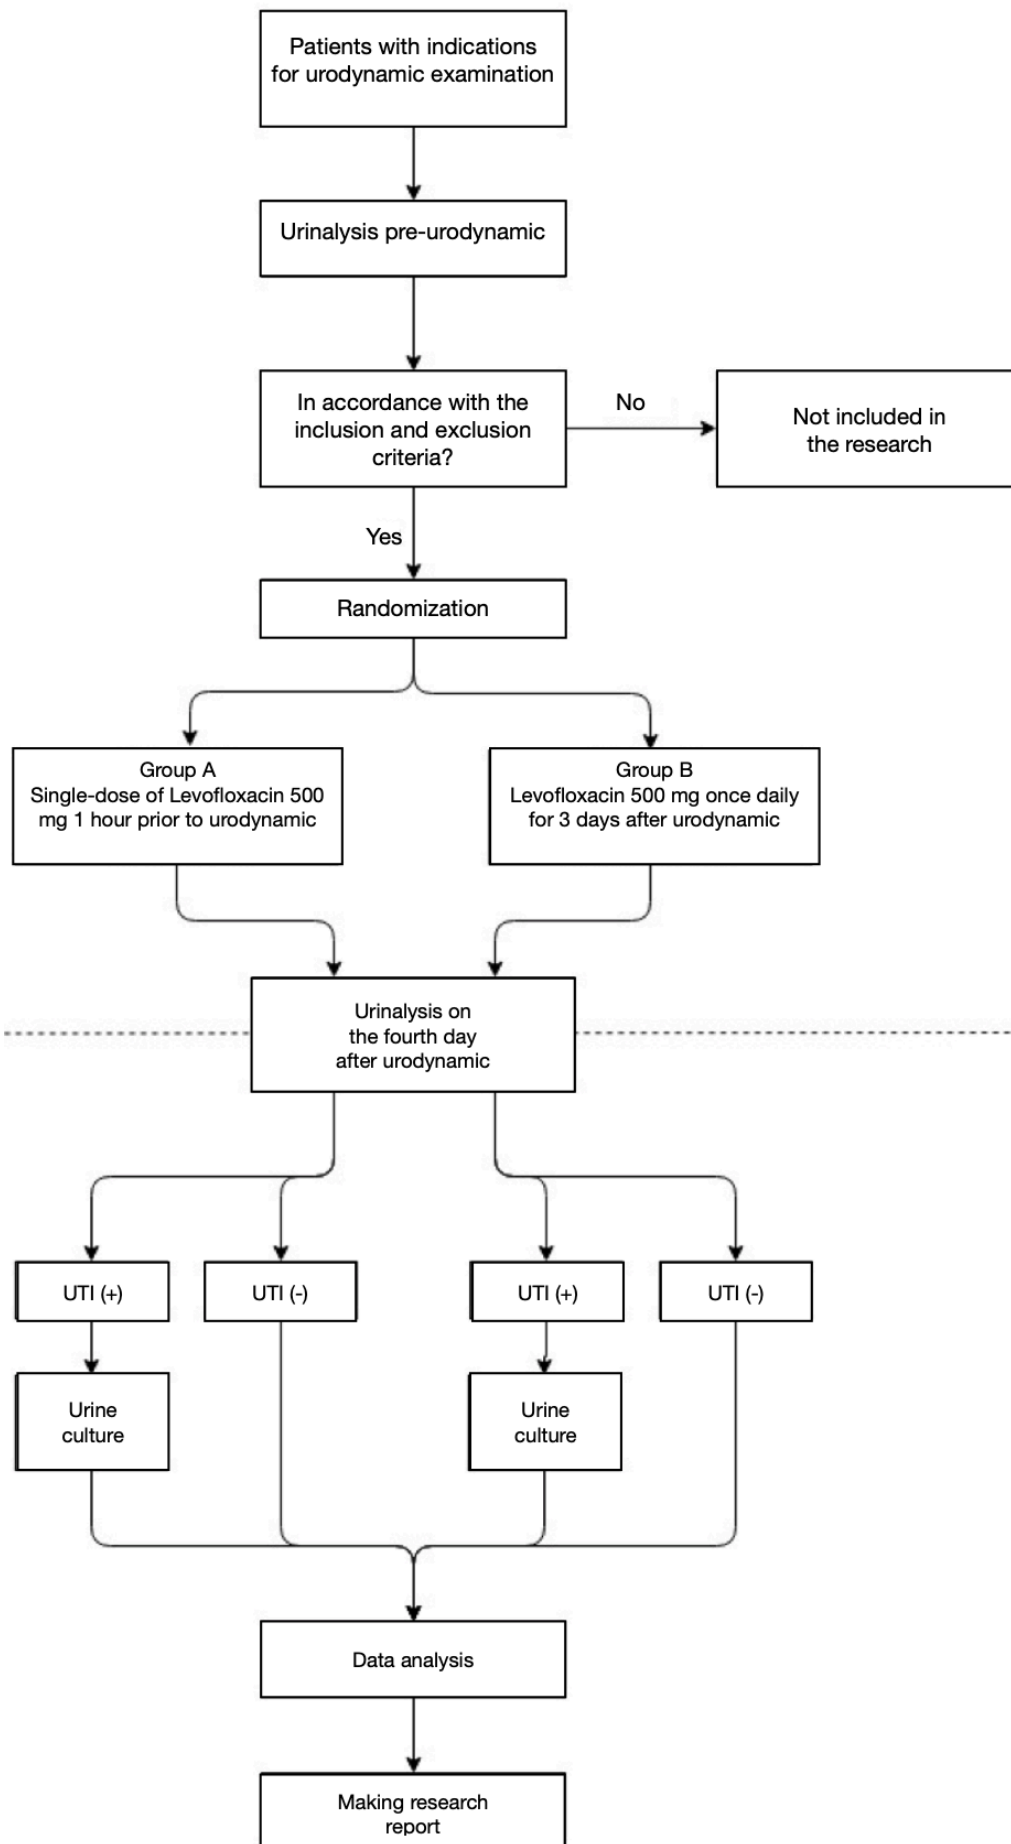 Patients with indications
for urodynamic examination
Urinalysis pre-urodynamic
In accordance with the
inclusion and exclusion
criteria?
No
Not included in
the research
Yes
Randomization
Group A
Single-dose of Levofloxacin 500
mg 1 hour prior to urodynamic
Group B
Levofloxacin 500 mg once daily
for 3 days after urodynamic
Urinalysis on
the fourth day
after urodynamic
UTI (+)
UTI (-)
UTI (+)
UTI (-)
Urine
culture
Urine
culture
Data analysis
Making research
report